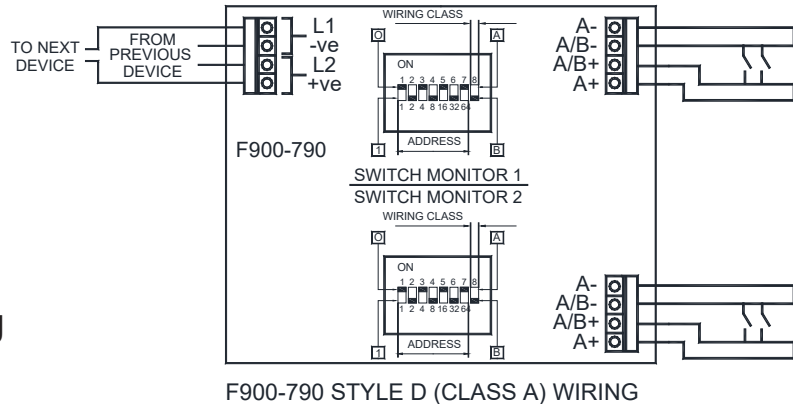 TO NEXT
DEVICE
FROM
PREVIOUS
DEVICE
L1
-ve
L2
+ve
F900-790
WIRING CLASS
O
A
ON
1 2 3 4 5 6 7 8
1 2 4 8 16 32 64
1
ADDRESS
B
SWITCH MONITOR 1
SWITCH MONITOR 2
WIRING CLASS
O
A
ON
1 2 3 4 5 6 7 8
1 2 4 8 16 32 64
1
ADDRESS
B
A-
A/B-
A/B+
A+
A-
A/B-
A/B+
A+
g
F900-790 STYLE D (CLASS A) WIRING